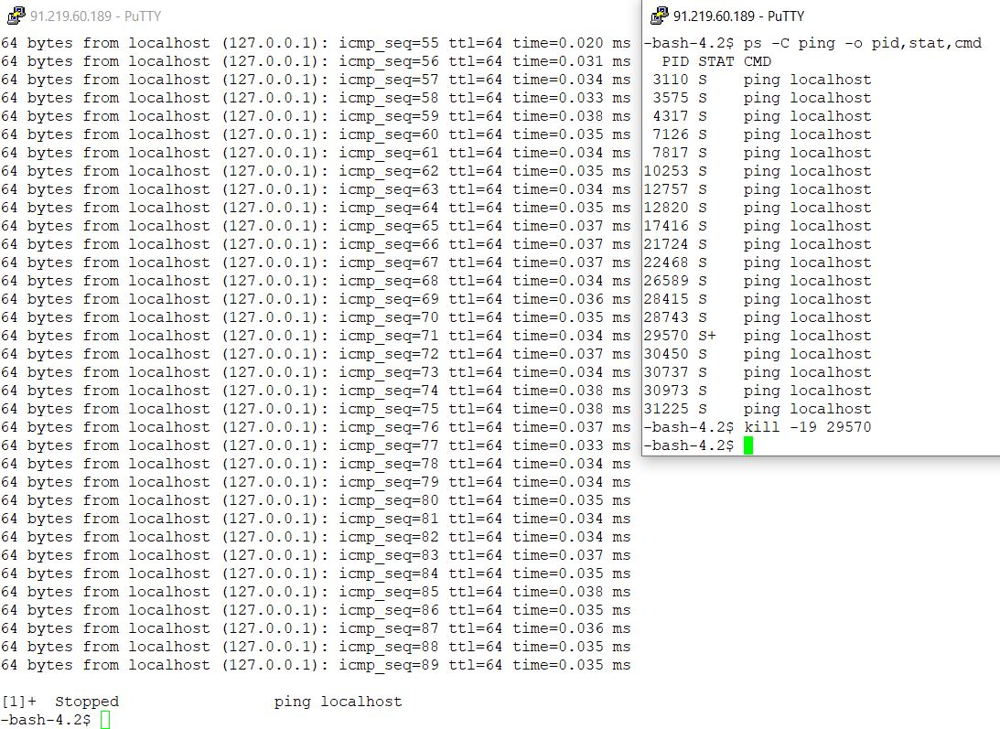 91.219.60.189 - PuTTY
64 bytes from localhost (127.0.0.1): icmp_seq=55 ttl=64 time=0.020 ms
64 bytes from localhost (127.0.0.1): icmp_seq=56 ttl=64 time=0.031 ms
64 bytes from localhost (127.0.0.1): icmp_seq=57 ttl=64 time=0.034 ms
64 bytes from localhost (127.0.0.1): icmp_seq=58 ttl=64 time=0.033 ms
64 bytes from localhost (127.0.0.1): icmp_seq=59 ttl=64 time=0.038 ms
64 bytes from localhost (127.0.0.1): icmp_seq=60 ttl=64 time=0.035 ms
64 bytes from localhost (127.0.0.1): icmp_seq=61 ttl=64 time=0.034 ms
64 bytes from localhost (127.0.0.1): icmp_seq=62 ttl=64 time=0.035 ms
64 bytes from localhost (127.0.0.1): icmp_seq=63 ttl=64 time=0.034 ms
64 bytes from localhost (127.0.0.1): icmp_seq=64 ttl=64 time=0.035 ms
64 bytes from localhost (127.0.0.1): icmp_seq=65 ttl=64 time=0.037 ms
64 bytes from localhost (127.0.0.1): icmp_seq=66 ttl=64 time=0.037 ms
64 bytes from localhost (127.0.0.1): icmp_seq=67 ttl=64 time=0.037 ms
64 bytes from localhost (127.0.0.1): icmp_seq=68 ttl=64 time=0.034 ms
64 bytes from localhost (127.0.0.1): icmp_seq=69 ttl=64 time=0.036 ms
64 bytes from localhost (127.0.0.1): icmp_seq=70 ttl=64 time=0.035 ms
64 bytes from localhost (127.0.0.1): icmp_seq=71 ttl=64 time=0.034 ms
64 bytes from localhost (127.0.0.1): icmp_seq=72 ttl=64 time=0.037 ms
64 bytes from localhost (127.0.0.1): icmp_seq=73 ttl=64 time=0.034 ms
64 bytes from localhost (127.0.0.1): icmp_seq=74 ttl=64 time=0.038 ms
64 bytes from localhost (127.0.0.1): icmp_seq=75 ttl=64 time=0.038 ms
64 bytes from localhost (127.0.0.1): icmp_seq=76 ttl=64 time=0.037 ms
64 bytes from localhost (127.0.0.1): icmp_seq=77 ttl=64 time=0.033 ms
64 bytes from localhost (127.0.0.1): icmp_seq=78 ttl=64 time=0.034 ms
64 bytes from localhost (127.0.0.1): icmp_seq=79 ttl=64 time=0.034 ms
64 bytes from localhost (127.0.0.1): icmp_seq=80 ttl=64 time=0.035 ms
64 bytes from localhost (127.0.0.1): icmp_seq=81 ttl=64 time=0.034 ms
64 bytes from localhost (127.0.0.1): icmp_seq=82 ttl=64 time=0.034 ms
64 bytes from localhost (127.0.0.1): icmp_seq=83 ttl=64 time=0.037 ms
64 bytes from localhost (127.0.0.1): icmp_seq=84 ttl=64 time=0.035 ms
64 bytes from localhost (127.0.0.1): icmp_seq=85 ttl=64 time=0.038 ms
64 bytes from localhost (127.0.0.1): icmp_seq=86 ttl=64 time=0.035 ms
64 bytes from localhost (127.0.0.1): icmp_seq=87 ttl=64 time=0.036 ms
64 bytes from localhost (127.0.0.1): icmp_seq=88 ttl=64 time=0.035 ms
64 bytes from localhost (127.0.0.1): icmp_seq=89 ttl=64 time=0.035 ms
[1]+  Stopped                 ping localhost
-bash-4.2$
91.219.60.189 - PuTTY
-bash-4.2$ ps -C ping -o pid,stat,cmd
  PID STAT CMD
 3110 S    ping localhost
 3575 S    ping localhost
 4317 S    ping localhost
 7126 S    ping localhost
 7817 S    ping localhost
10253 S    ping localhost
12757 S    ping localhost
12820 S    ping localhost
17416 S    ping localhost
21724 S    ping localhost
22468 S    ping localhost
26589 S    ping localhost
28415 S    ping localhost
28743 S    ping localhost
29570 S+   ping localhost
30450 S    ping localhost
30737 S    ping localhost
30973 S    ping localhost
31225 S    ping localhost
-bash-4.2$ kill -19 29570
-bash-4.2$